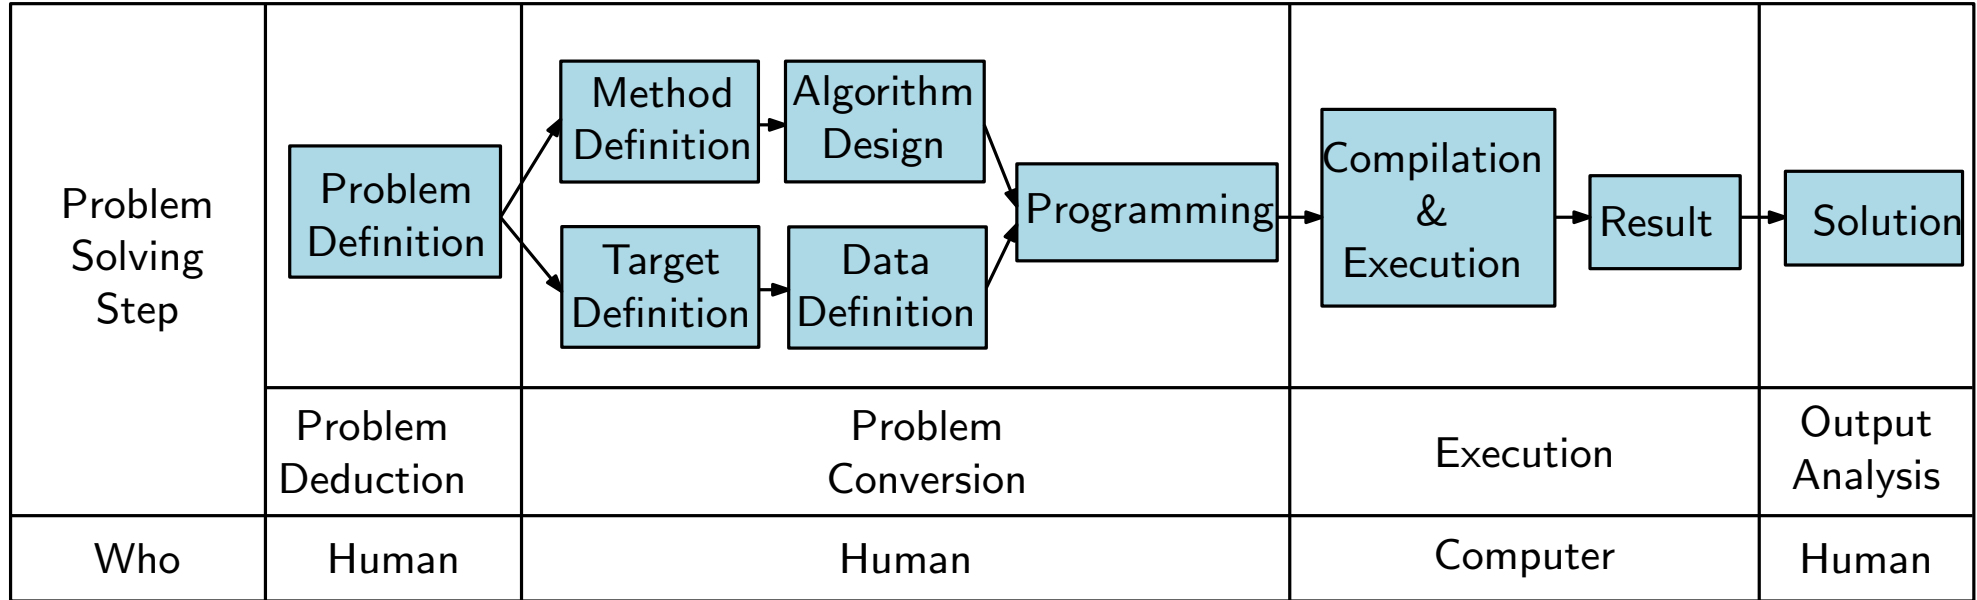 Problem
Solving
Step
Problem
Definition
Method
Definition
Algorithm
Design
Target
Definition
Data
Definition
Programming
Compilation
&
Execution
Result
Solution
Problem
Deduction
Problem
Conversion
Execution
Output
Analysis
Who
Human
Human
Computer
Human